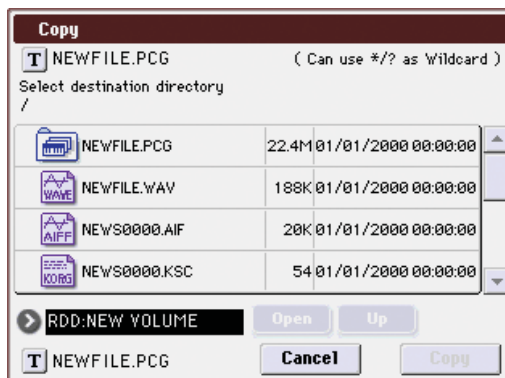 Copy
T NEWFILE.PCG ( Can use */? as Wildcard )
Select destination directory
/
NEWFILE.PCG 22.4M 01/01/2000 00:00:00
WAVE NEWFILE.WAV 188K 01/01/2000 00:00:00
AIFF NEWS0000.AIF 20K 01/01/2000 00:00:00
KORG NEWS0000.KSC 54 01/01/2000 00:00:00
RDD:NEW VOLUME Open Up
T NEWFILE.PCG Cancel Copy